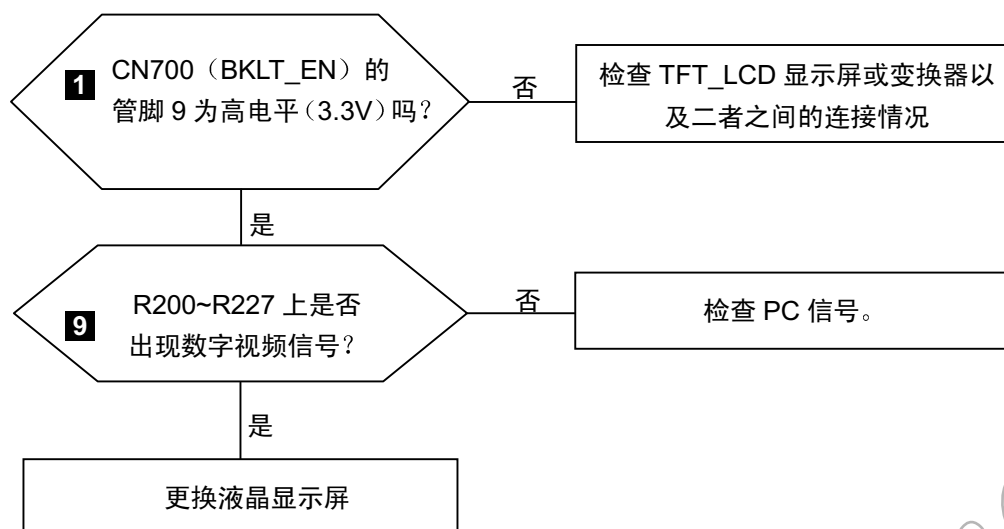 CN700（BKLT_EN）的
1
管脚 9 为高电平（3.3V）吗？
否
检查 TFT_LCD 显示屏或变换器以
及二者之间的连接情况
是
R200~R227 上是否
9
出现数字视频信号？
否
检查 PC 信号。
是
更换液晶显示屏